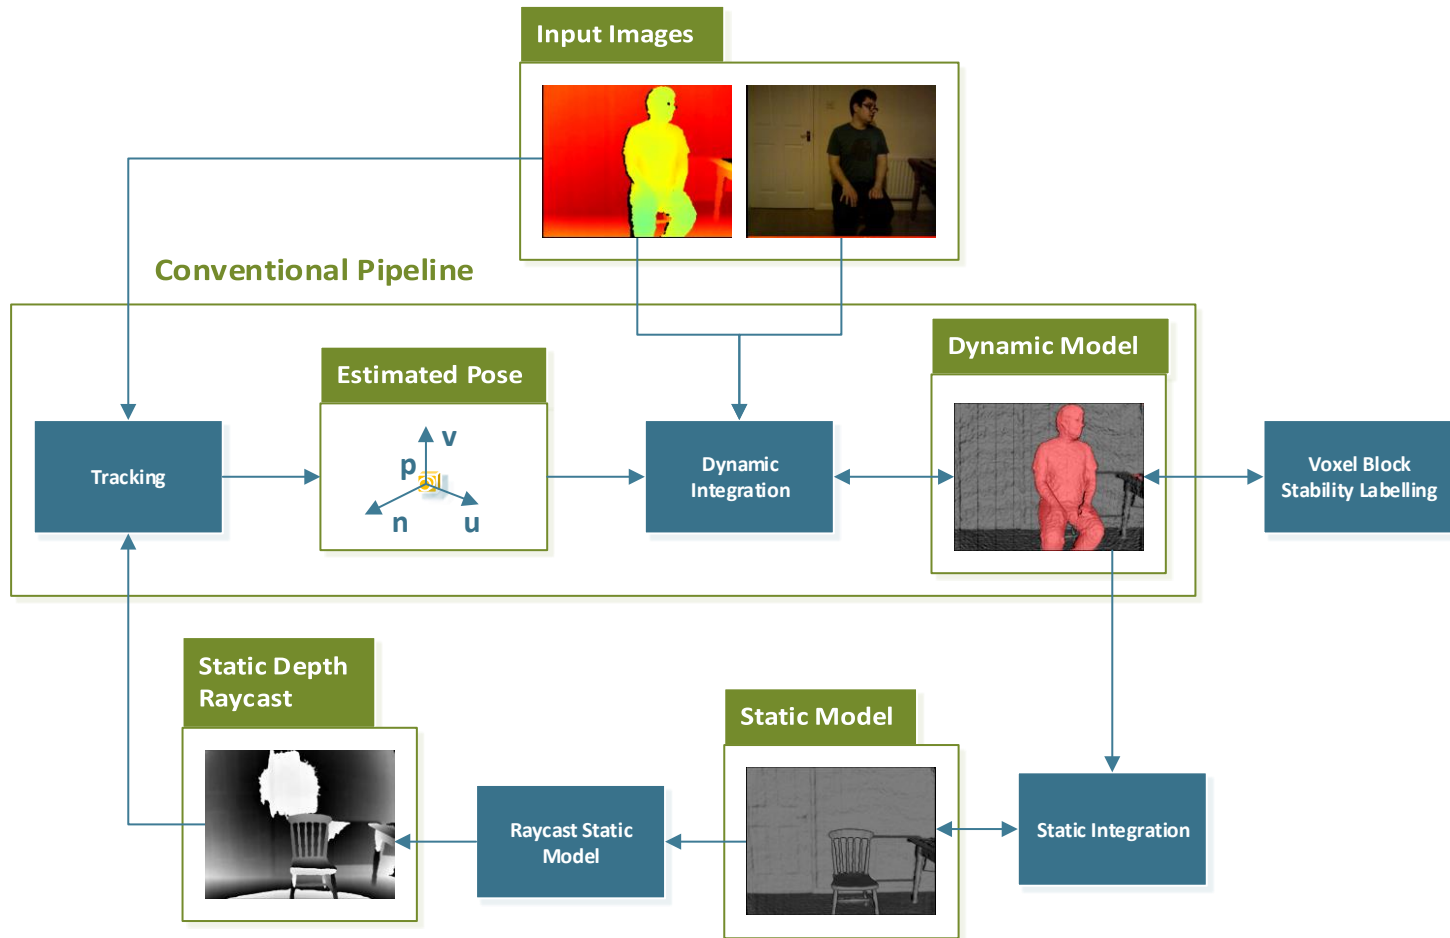 Input Images
Conventional Pipeline
Dynamic Model
Estimated Pose
v
p
n
u
Tracking
Dynamic
Integration
Voxel Block
Stability Labelling
Static Depth
Raycast
Static Model
Raycast Static
Model
Static Integration